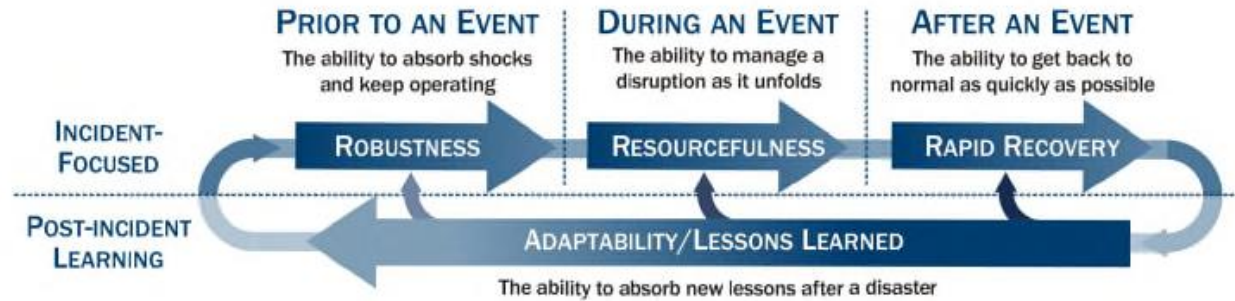 PRIOR TO AN EVENT
The ability to absorb shocks
and keep operating
DURING AN EVENT
The ability to manage a
disruption as it unfolds
AFTER AN EVENT
The ability to get back to
normal as quickly as possible
INCIDENT-
FOCUSED
ROBUSTNESS
RESOURCEFULNESS
RAPID RECOVERY
POST-INCIDENT
LEARNING
ADAPTABILITY/LESSONS LEARNED
The ability to absorb new lessons after a disaster